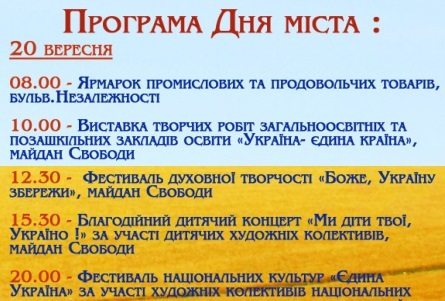 Програма Дня міста :
20 вересня
08.00 - Ярмарок промислових та продовольчих товарів,
бульв.Незалежності
10.00 - Виставка творчих робіт загальноосвітніх та
позашкільних закладів освіти «Україна- єдина країна»,
майдан Свободи
12.30 - Фестиваль духовної творчості «Боже, Україну
збережи», майдан Свободи
15.30 - Благодійний дитячий концерт «Ми діти твої,
Україно !» за участі дитячих художніх колективів,
майдан Свободи
20.00 - Фестиваль національних культур «Єдина
Україна» за участі художніх колективів національних